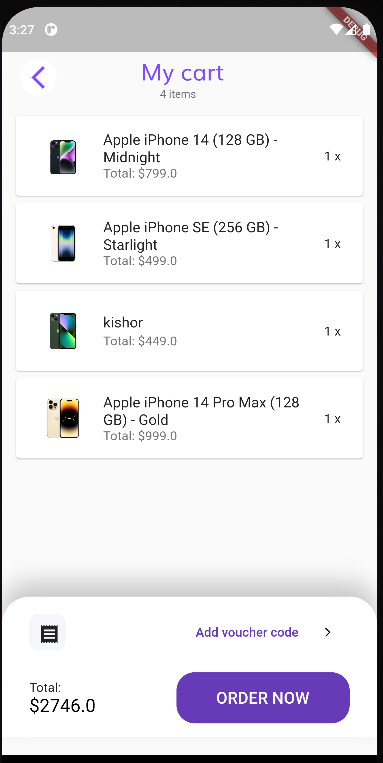 3:27
DEBUG
My cart
4 items
Apple iPhone 14 (128 GB) -
Midnight
Total: $799.0
1 x
Apple iPhone SE (256 GB) -
Starlight
Total: $499.0
1 x
kishor
Total: $449.0
1 x
Apple iPhone 14 Pro Max (128
GB) - Gold
Total: $999.0
1 x
Add voucher code
Total:
$2746.0
ORDER NOW